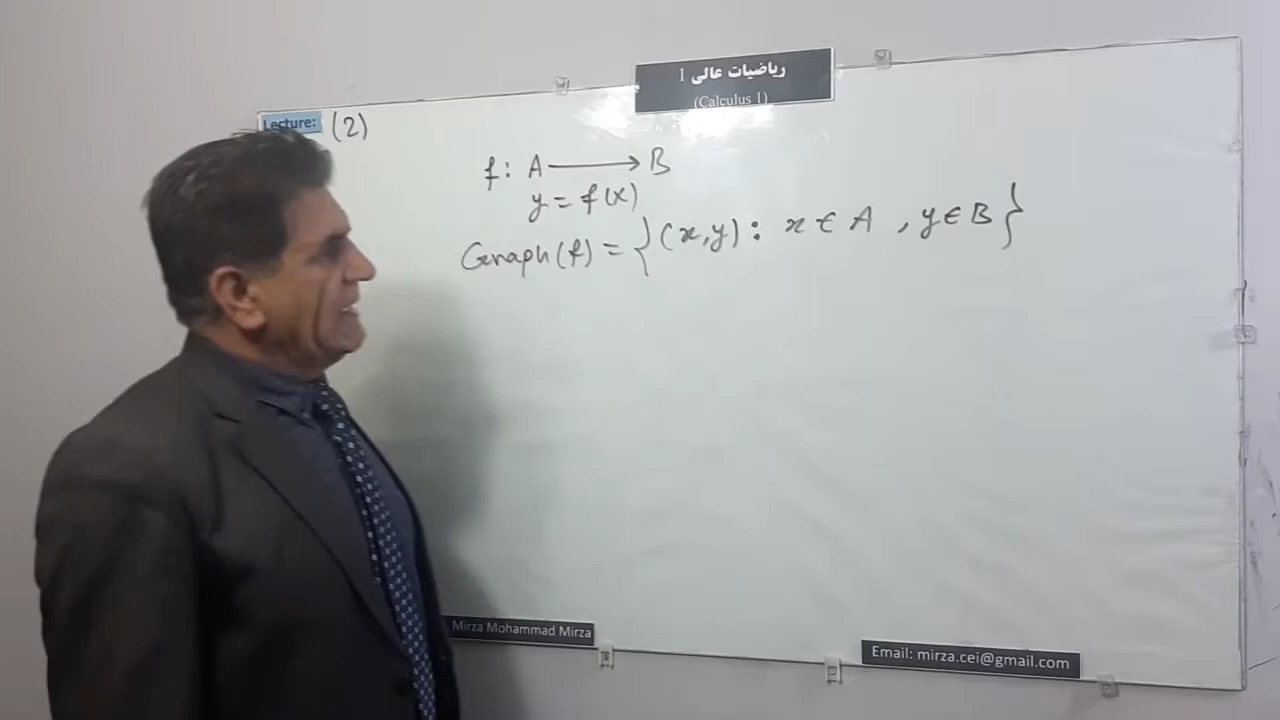 ریاضیات عالی 1
(Calculus 1)
Lecture: (2)
f: A ⟶ B
y = f(x)
Graph(f) = {(x,y): x ∈ A , y ∈ B}
Mirza Mohammad Mirza
Email: mirza.cei@gmail.com